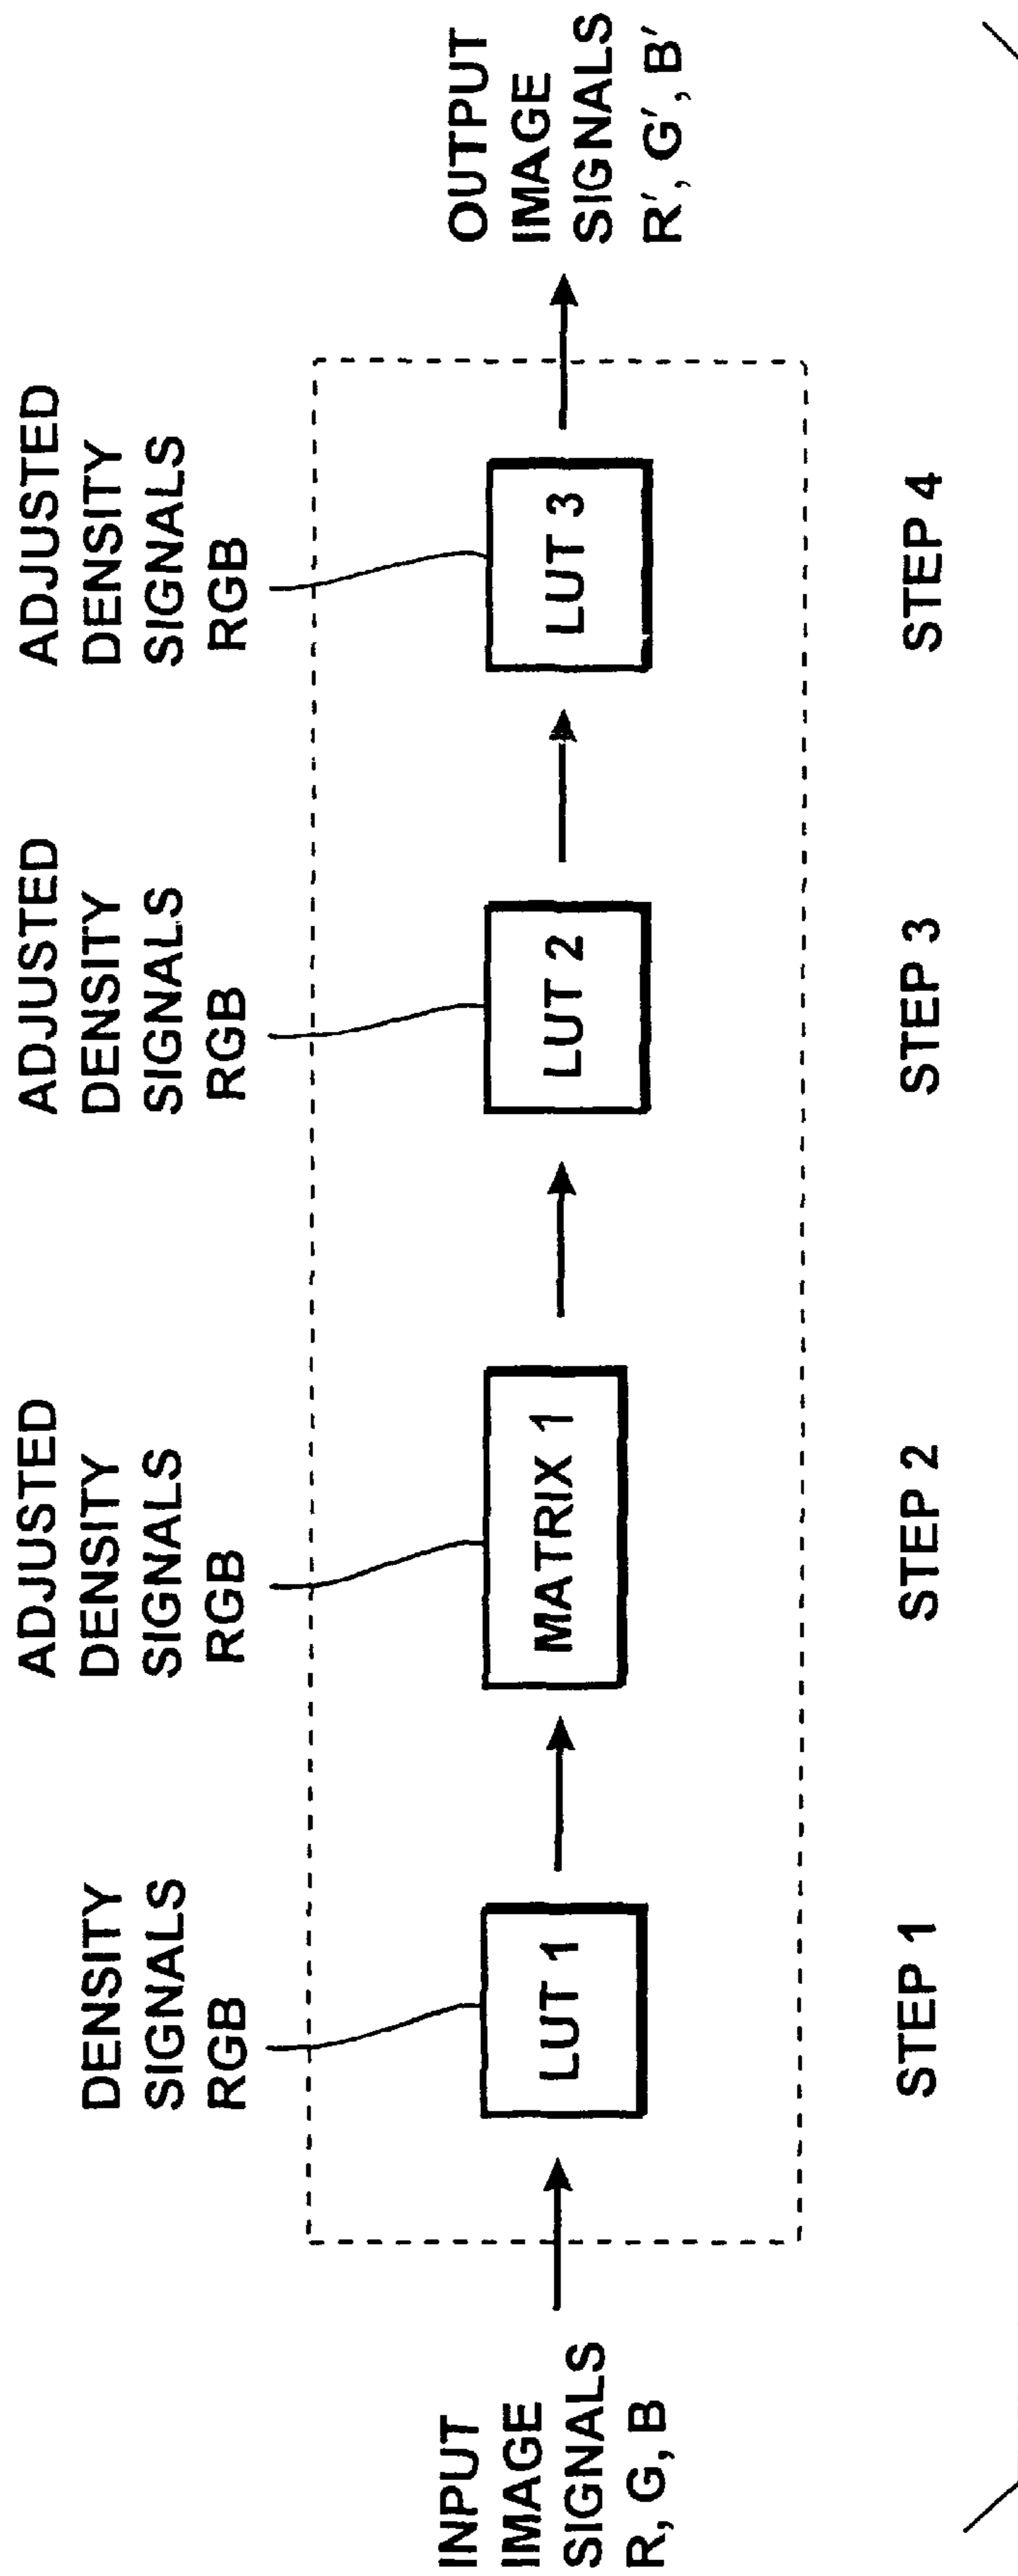 INPUT
IMAGE
SIGNALS
R, G, B
DENSITY
SIGNALS
RGB
LUT 1
STEP 1
ADJUSTED
DENSITY
SIGNALS
RGB
MATRIX 1
STEP 2
ADJUSTED
DENSITY
SIGNALS
RGB
LUT 2
STEP 3
ADJUSTED
DENSITY
SIGNALS
RGB
LUT 3
STEP 4
OUTPUT
IMAGE
SIGNALS
R′, G′, B′